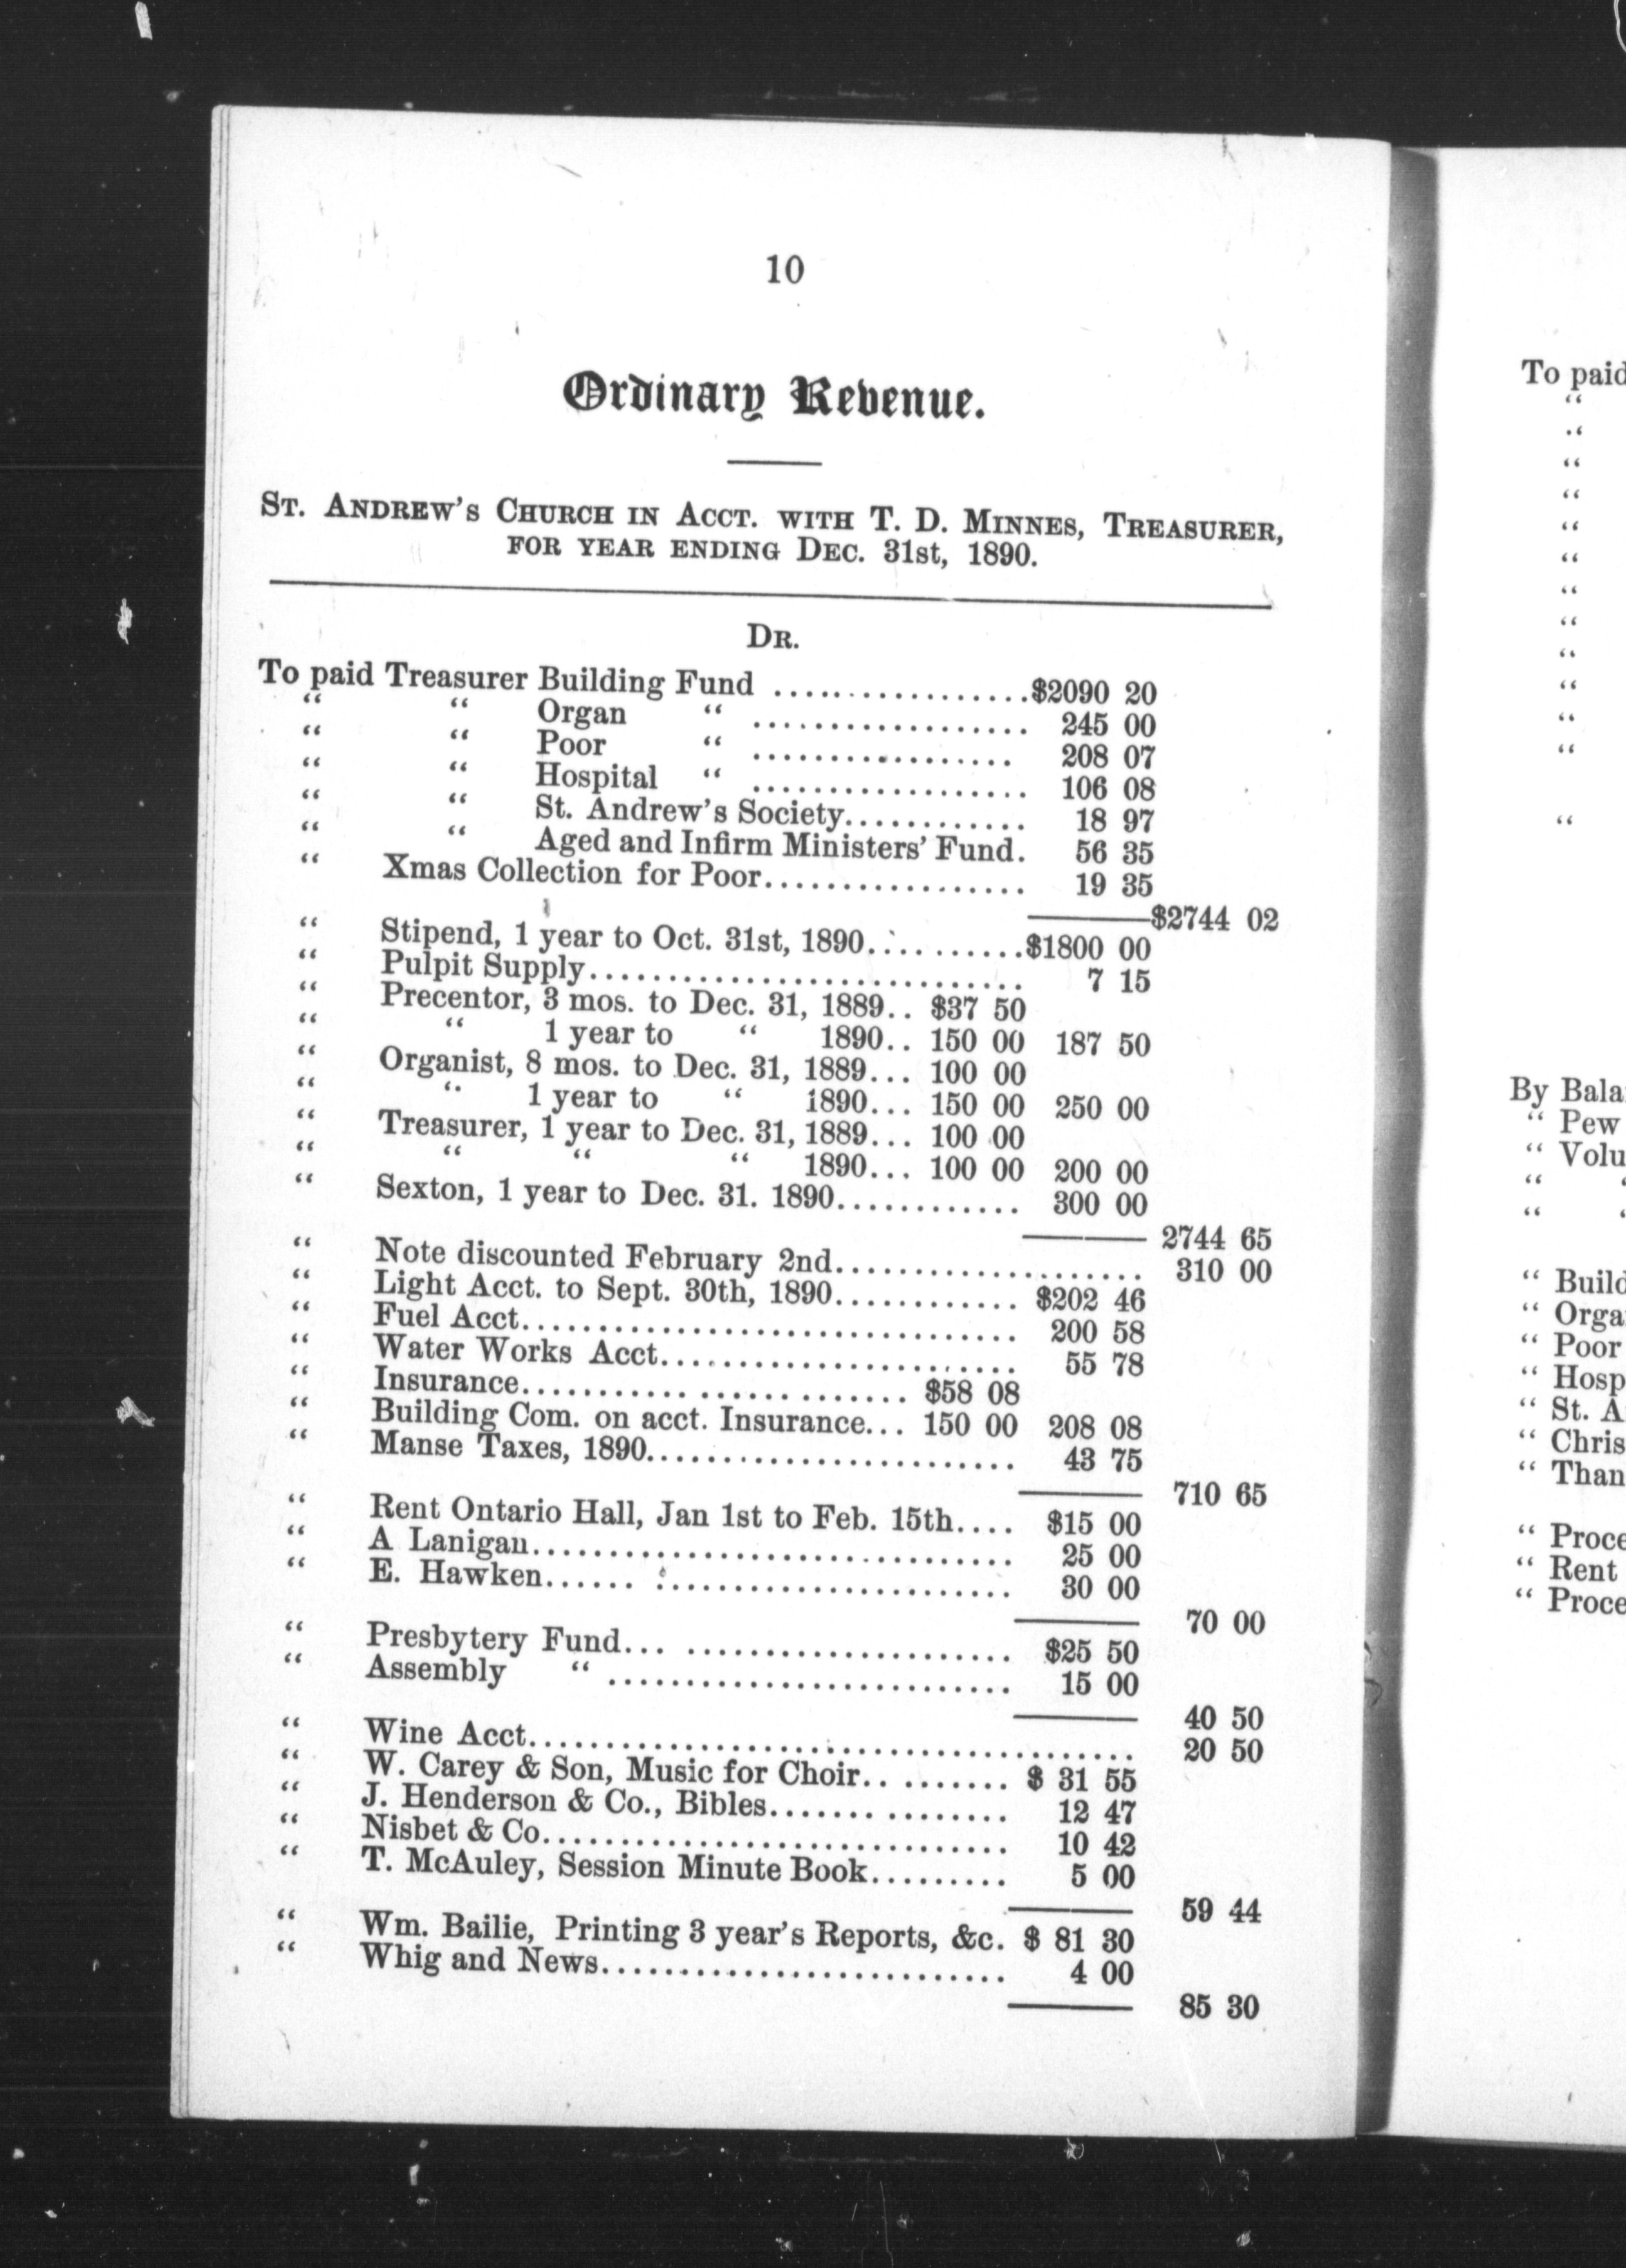 10
Ordinary Revenue.
ST. ANDREW'S CHURCH IN ACCT. WITH T. D. MINNES, TREASURER,
FOR YEAR ENDING DEC. 31st, 1890.
DR.
To paid Treasurer Building Fund .................$2090 20
“ “ Organ “ .................. 245 00
“ “ Poor “ ................. 208 07
“ “ Hospital “ .................. 106 08
“ “ St. Andrew's Society............ 18 97
“ “ Aged and Infirm Ministers' Fund. 56 35
“ Xmas Collection for Poor................. 19 35
$2744 02
“ Stipend, 1 year to Oct. 31st, 1890...........$1800 00
“ Pulpit Supply............................ 7 15
“ Precentor, 3 mos. to Dec. 31, 1889.. $37 50
“ “ 1 year to “ 1890.. 150 00 187 50
“ Organist, 8 mos. to Dec. 31, 1889... 100 00
“ “ 1 year to “ 1890... 150 00 250 00
“ Treasurer, 1 year to Dec. 31, 1889... 100 00
“ “ “ “ 1890... 100 00 200 00
“ Sexton, 1 year to Dec. 31. 1890............ 300 00
2744 65
“ Note discounted February 2nd.................... 310 00
“ Light Acct. to Sept. 30th, 1890............ $202 46
“ Fuel Acct................................ 200 58
“ Water Works Acct....................... 55 78
“ Insurance......................... $58 08
“ Building Com. on acct. Insurance... 150 00 208 08
“ Manse Taxes, 1890........................ 43 75
710 65
“ Rent Ontario Hall, Jan 1st to Feb. 15th.... $15 00
“ A Lanigan............................... 25 00
“ E. Hawken...... ....................... 30 00
70 00
“ Presbytery Fund... ..................... $25 50
“ Assembly “ .......................... 15 00
40 50
“ Wine Acct....................................... 20 50
“ W. Carey & Son, Music for Choir.. ....... $ 31 55
“ J. Henderson & Co., Bibles....... ........ 12 47
“ Nisbet & Co.............................. 10 42
“ T. McAuley, Session Minute Book......... 5 00
59 44
“ Wm. Bailie, Printing 3 year's Reports, &c. $ 81 30
“ Whig and News.......................... 4 00
85 30
To paid
“
“
“
“
“
“
“
“
“
“
“
“
“
By
“ Pew
“
“
“
“
“
“ Poor
“
“ St.
“
“
“
“ Rent
“